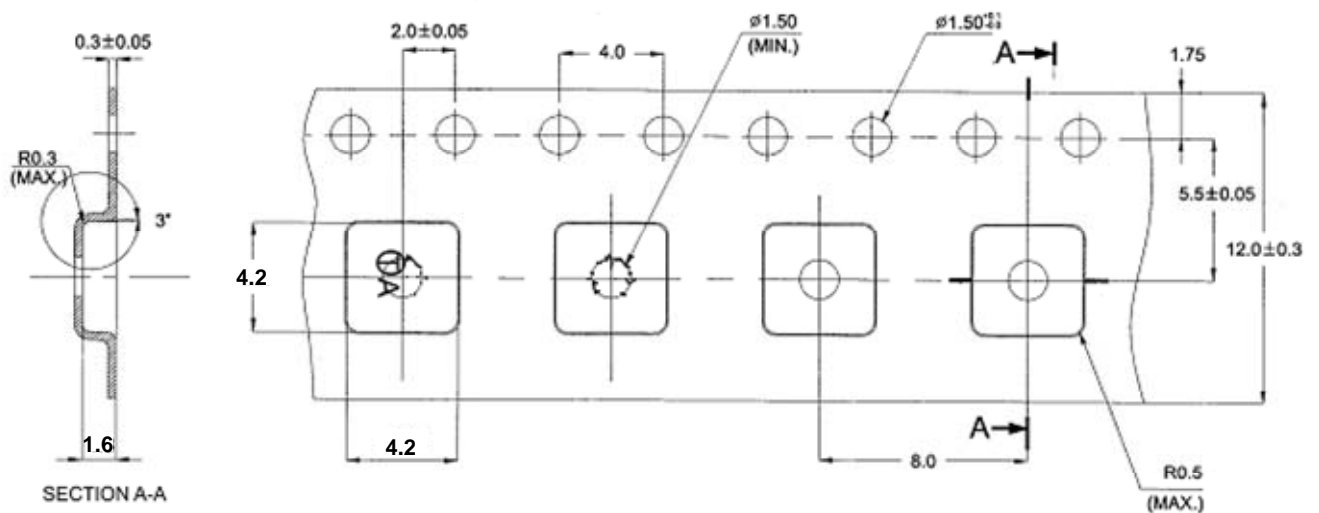 0.3±0.05
2.0±0.05
4.0
ø1.50
(MIN.)
ø1.50
A
1.75
R0.3
(MAX.)
3°
5.5±0.05
12.0±0.3
4.2
T
A
1.6
4.2
A
8.0
R0.5
(MAX.)
SECTION A-A